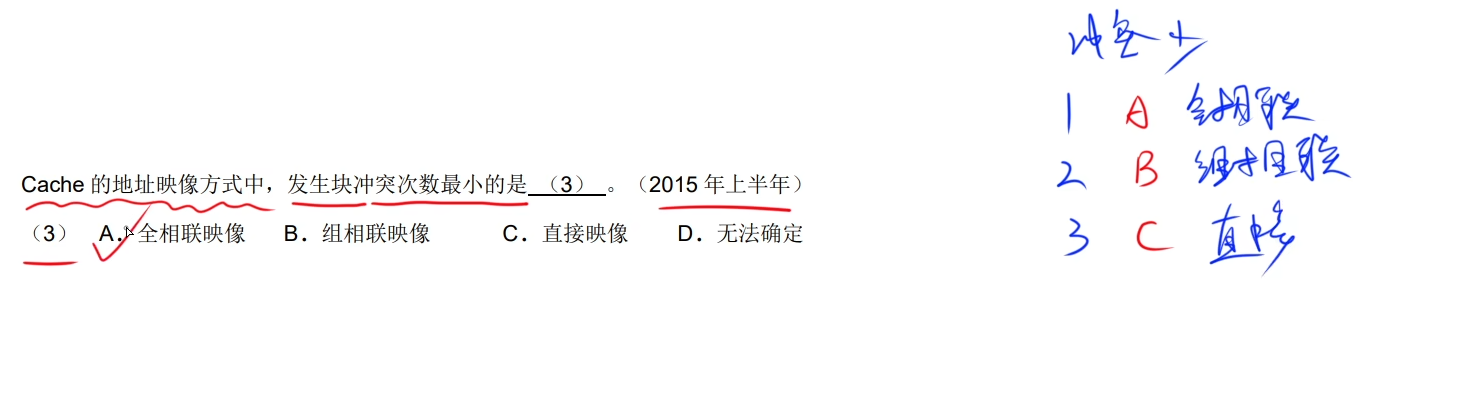 冲突少
1 A 全相联
2 B 组相联
3 C 直接
Cache 的地址映像方式中，发生块冲突次数最小的是 （3） 。（2015 年上半年）
（3） A．全相联映像 B．组相联映像 C．直接映像 D．无法确定